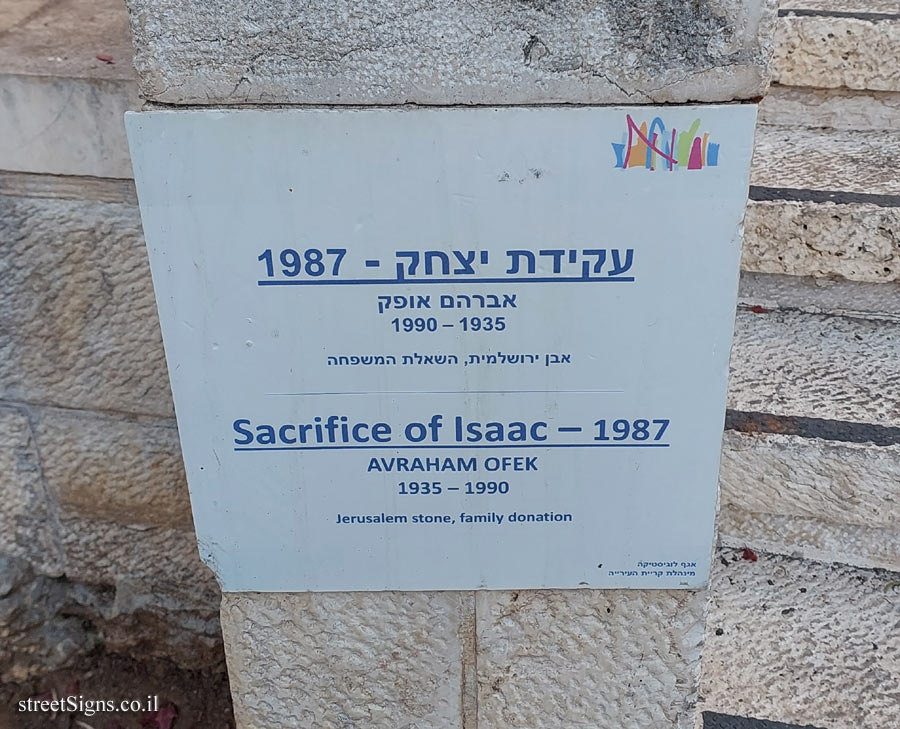 עקידת יצחק - 1987
אברהם אופק
1935 – 1990
אבן ירושלמית, השאלת המשפחה
Sacrifice of Isaac – 1987
AVRAHAM OFEK
1935 – 1990
Jerusalem stone, family donation
אגף לוגיסטיקה
מינהלת קריית העירייה
streetSigns.co.il